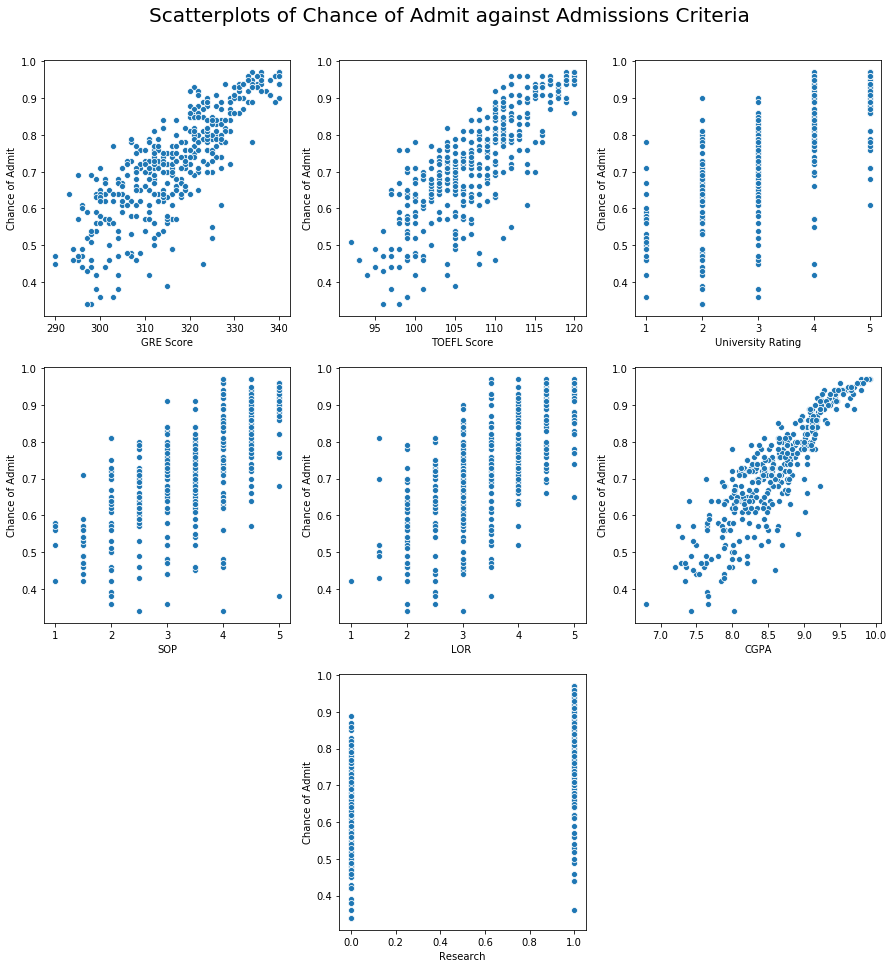 Scatterplots of Chance of Admit against Admissions Criteria
1.0
0.9
0.8
0.7
0.6
0.5
0.4
Chance of Admit
290 300 310 320 330 340
GRE Score
1.0
0.9
0.8
0.7
0.6
0.5
0.4
Chance of Admit
95 100 105 110 115 120
TOEFL Score
1.0
0.9
0.8
0.7
0.6
0.5
0.4
Chance of Admit
1 2 3 4 5
University Rating
1.0
0.9
0.8
0.7
0.6
0.5
0.4
Chance of Admit
1 2 3 4 5
SOP
1.0
0.9
0.8
0.7
0.6
0.5
0.4
Chance of Admit
1 2 3 4 5
LOR
1.0
0.9
0.8
0.7
0.6
0.5
0.4
Chance of Admit
7.0 7.5 8.0 8.5 9.0 9.5 10.0
CGPA
1.0
0.9
0.8
0.7
0.6
0.5
0.4
Chance of Admit
0.0 0.2 0.4 0.6 0.8 1.0
Research